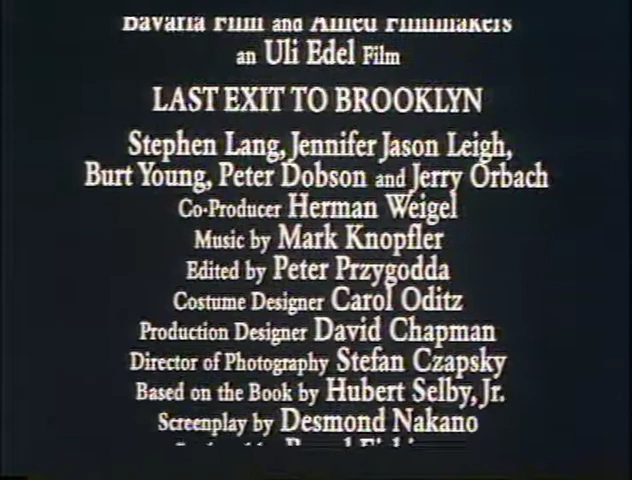 Bavaria Film and Allied Filmmakers
an Uli Edel Film
LAST EXIT TO BROOKLYN
Stephen Lang, Jennifer Jason Leigh,
Burt Young, Peter Dobson and Jerry Orbach
Co-Producer Herman Weigel
Music by Mark Knopfler
Edited by Peter Przygodda
Costume Designer Carol Oditz
Production Designer David Chapman
Director of Photography Stefan Czapsky
Based on the Book by Hubert Selby, Jr.
Screenplay by Desmond Nakano